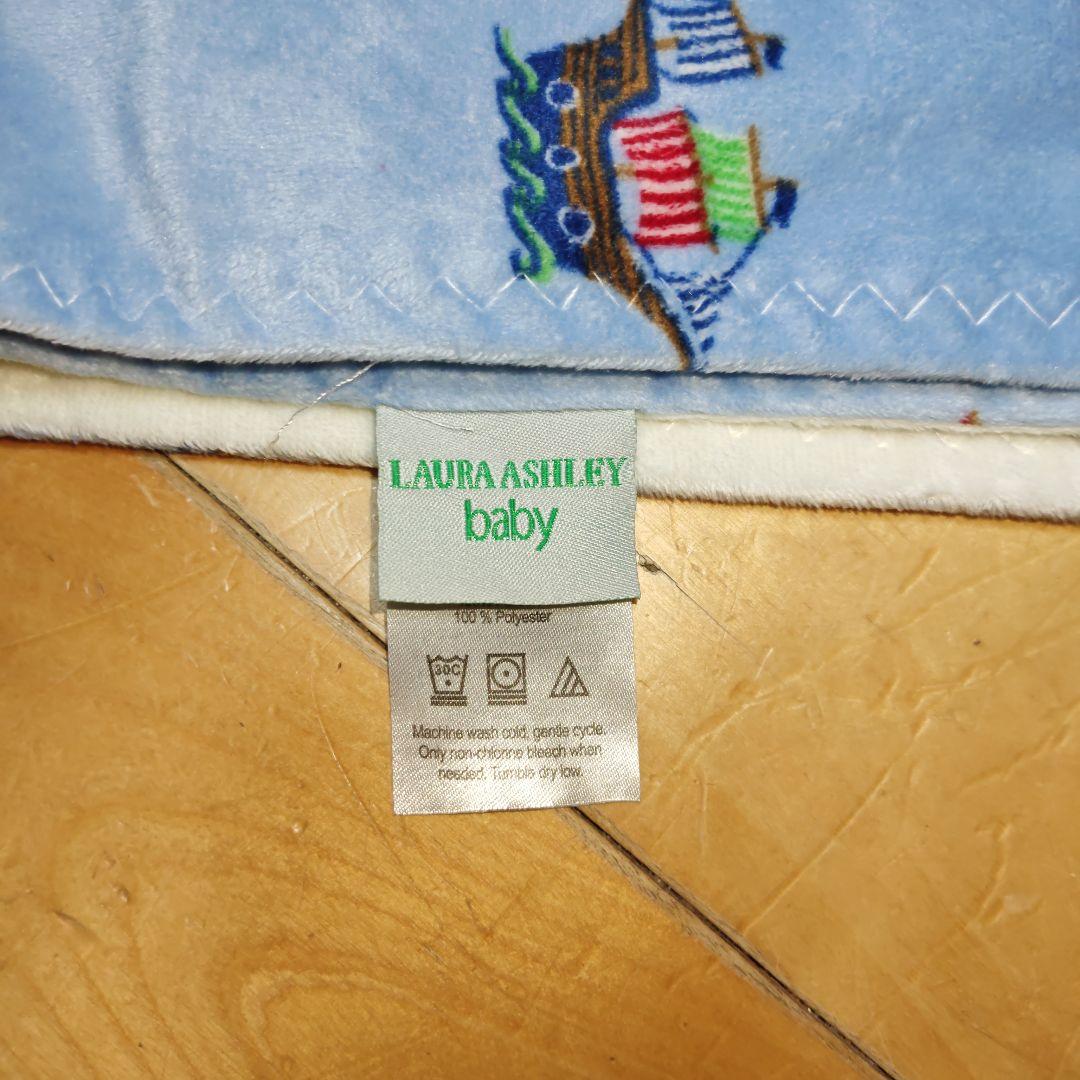 LAURA ASHLEY
baby
100 % Polyester
30C
Machine wash cold, gentle cycle.
Only non-chlorine bleach when
needed. Tumble dry low.